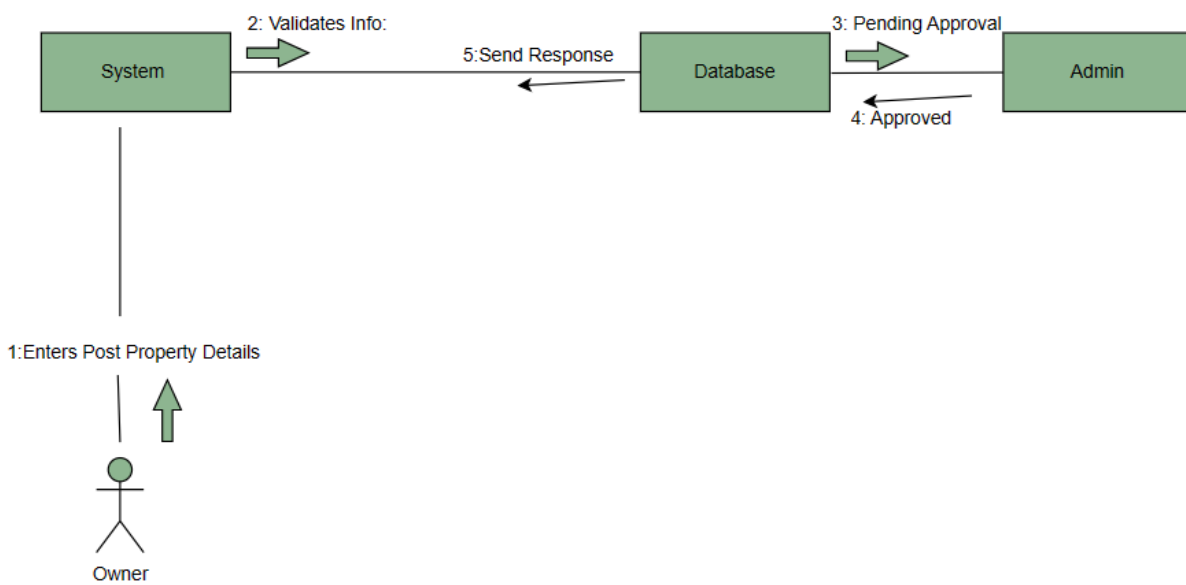 2: Validates Info:
3: Pending Approval
5:Send Response
System
Database
Admin
4: Approved
1:Enters Post Property Details
Owner